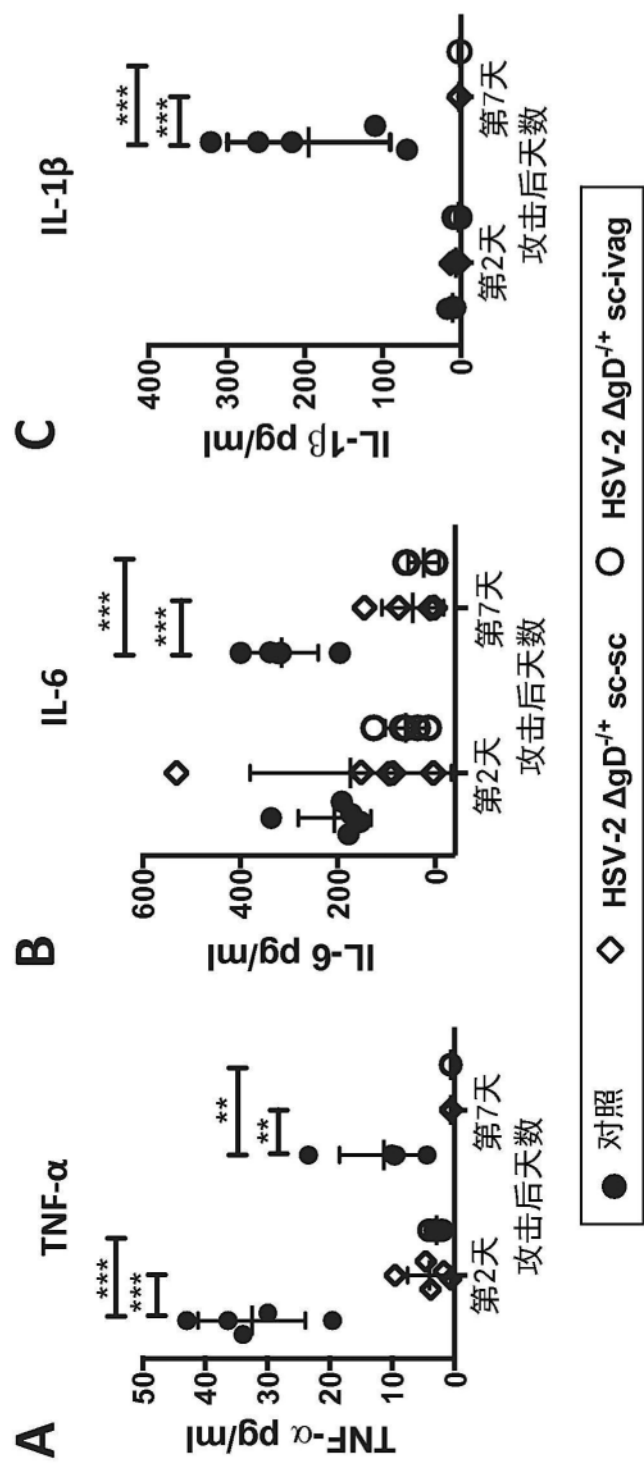 A
TNF-α
TNF-α pg/ml
50
40
30
20
10
0
***
***
**
**
第2天
第7天
攻击后天数
B
IL-6
IL-6 pg/ml
600
400
200
0
***
***
第2天
第7天
攻击后天数
C
IL-1β
IL-1β pg/ml
400
300
200
100
0
***
***
第2天
第7天
攻击后天数
对照
HSV-2 ΔgD-/+ sc-sc
HSV-2 ΔgD-/+ sc-ivag